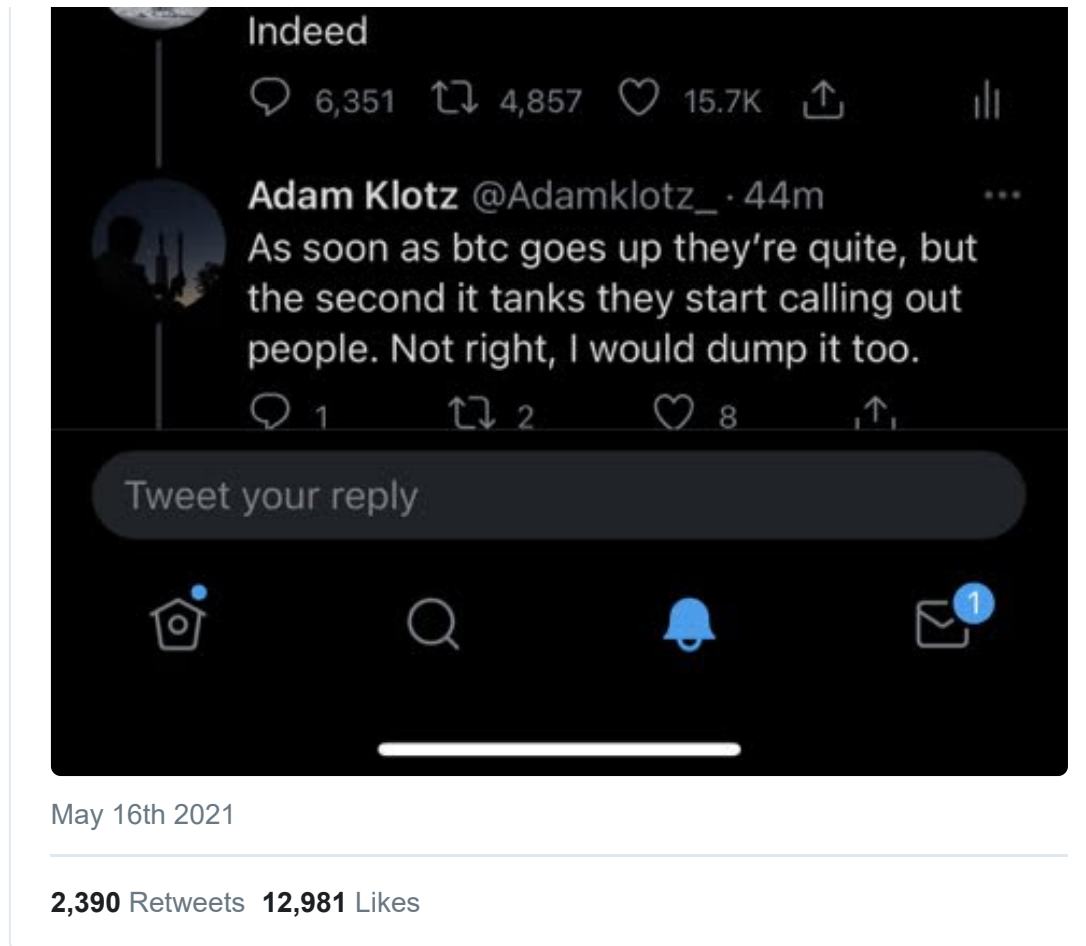 Indeed
6,351 4,857 15.7K
Adam Klotz @Adamklotz_ · 44m
As soon as btc goes up they're quite, but
the second it tanks they start calling out
people. Not right, I would dump it too.
1 2 8
Tweet your reply
1
May 16th 2021
2,390 Retweets 12,981 Likes